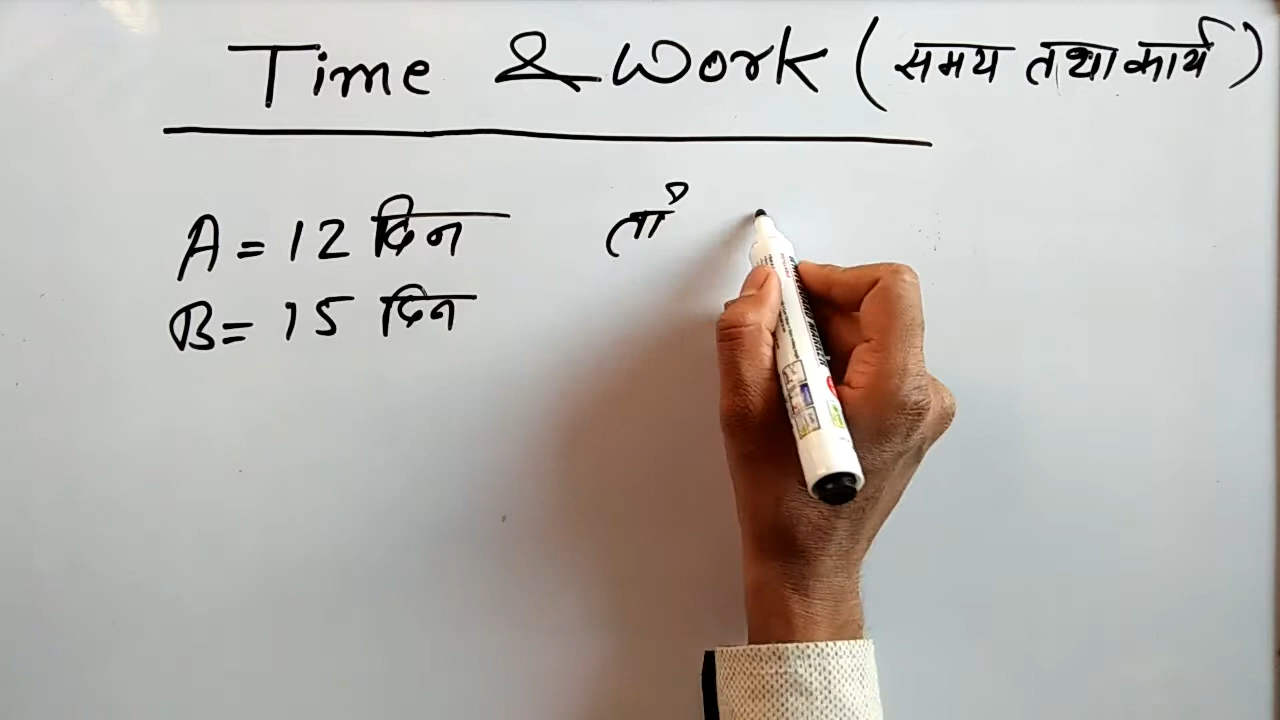 Time & Work (समय तथा कार्य)
A = 12 दिन तो
B = 15 दिन